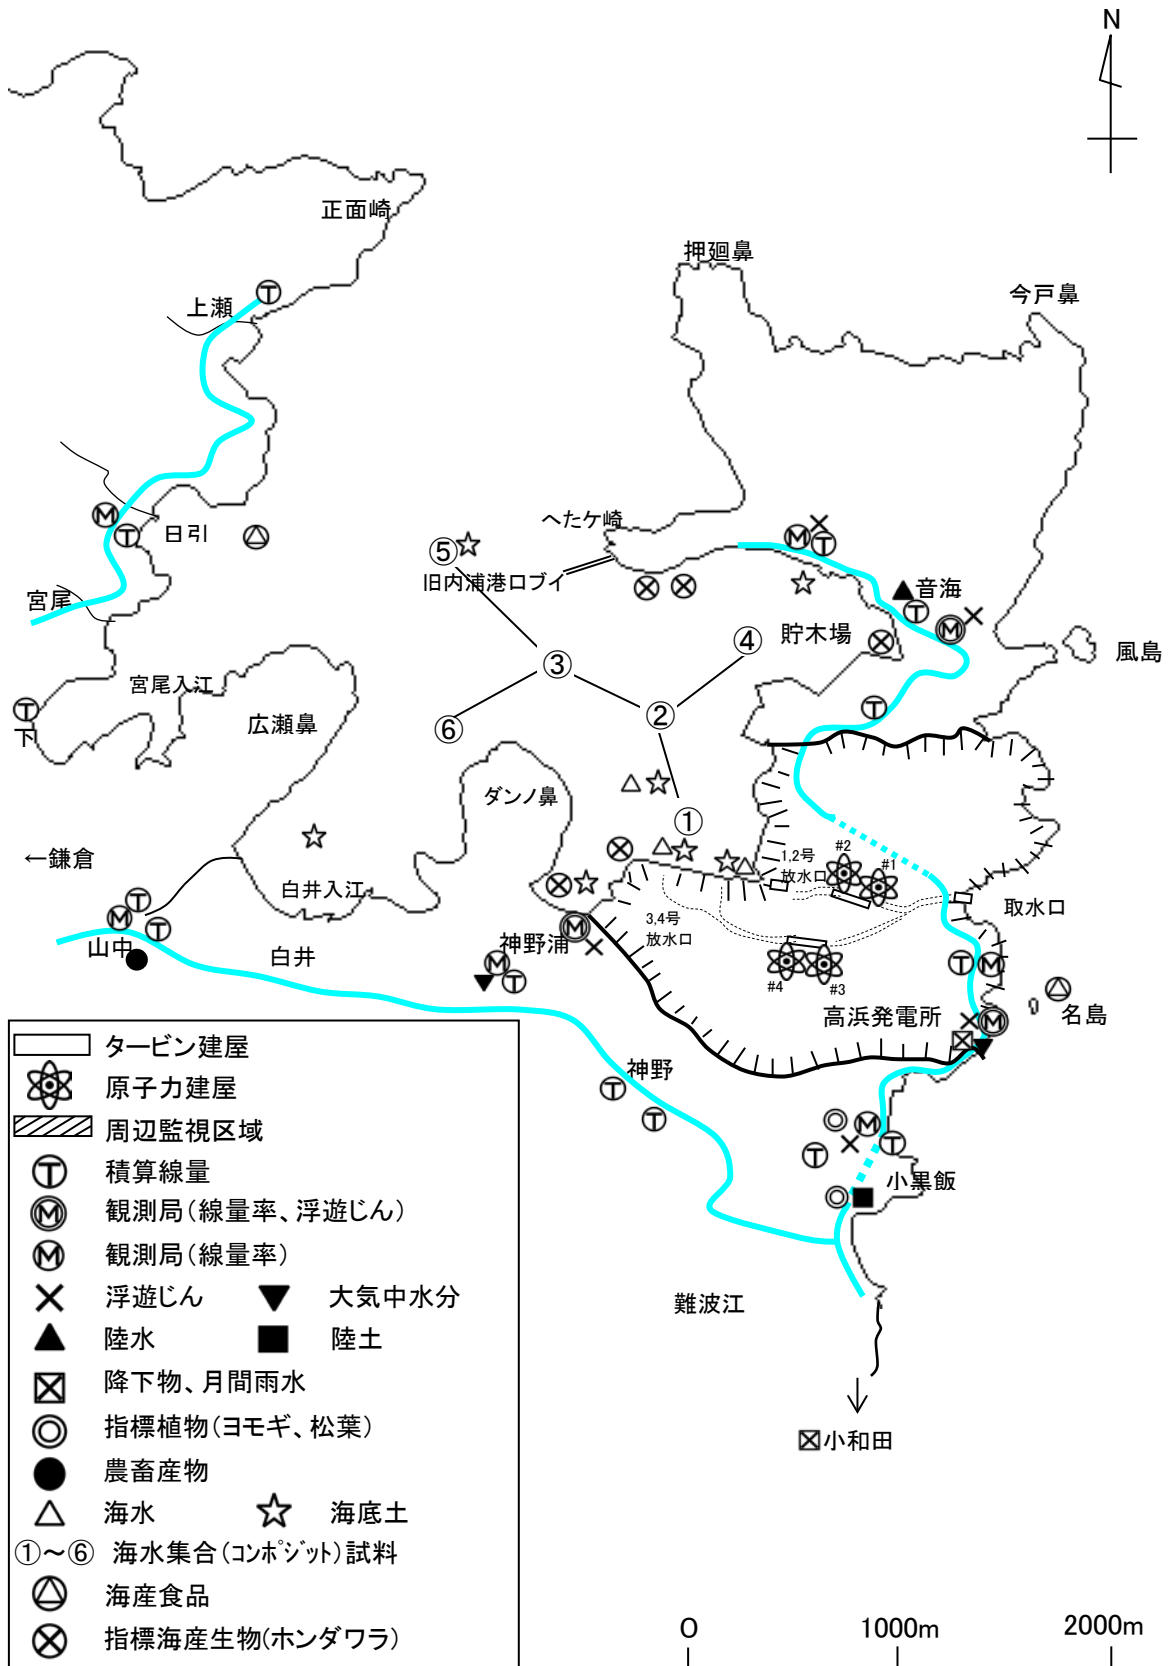 N
正面崎
押廻鼻
今戸鼻
上瀬
T
へたケ崎
M
T
日引
⑤
旧内浦港口ブイ
M
T
音海
T
M
宮尾
貯木場
④
風島
③
宮尾入江
T
下
広瀬鼻
⑥
②
T
ダンノ鼻
①
←鎌倉
1,2号
放水口
#2
#1
白井入江
T
M
T
山中
白井
M
神野浦
M
T
3,4号
放水口
取水口
#4
#3
T
M
高浜発電所
M
名島
神野
T
T
M
T
T
小黒飯
難波江
小和田
タービン建屋
原子力建屋
周辺監視区域
T 積算線量
M 観測局(線量率、浮遊じん)
M 観測局(線量率)
浮遊じん 大気中水分
陸水 陸土
降下物、月間雨水
指標植物(ヨモギ、松葉)
農畜産物
海水 海底土
①～⑥ 海水集合(ｺﾝﾎﾟｼﾞｯﾄ)試料
海産食品
指標海産生物(ホンダワラ)
O 1000m 2000m